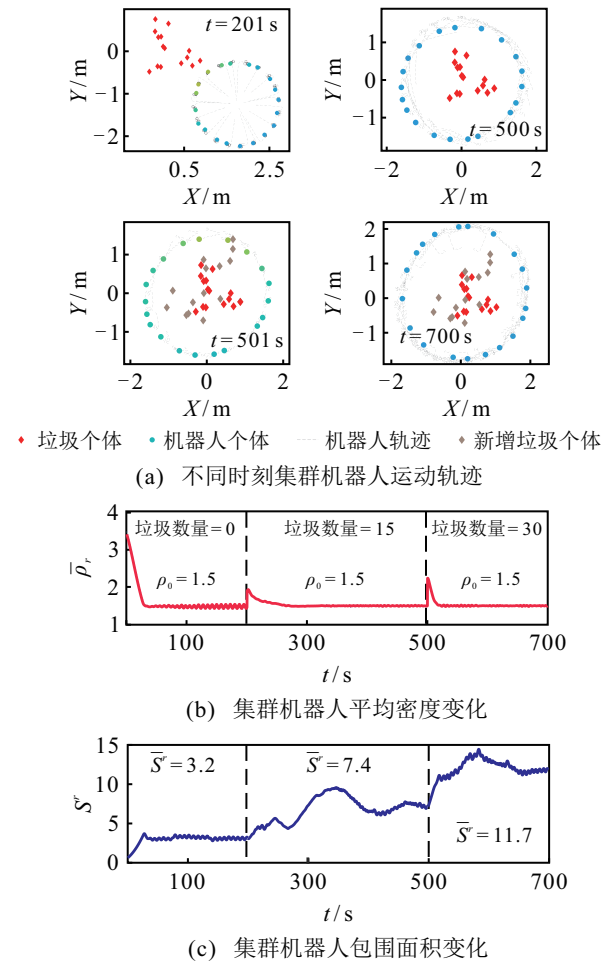 t=201 s
0
−1
−2
Y/m
0.5
2.5
X/m
1
0
−1
Y/m
t=500 s
−2
0
2
X/m
1
0
−1
Y/m
t=501 s
−2
0
2
X/m
2
1
0
−1
Y/m
t=700 s
−2
0
2
X/m
垃圾个体 机器人个体 机器人轨迹 新增垃圾个体
(a) 不同时刻集群机器人运动轨迹
4
3
2
1
ρ̅ᵣ
垃圾数量=0 垃圾数量=15 垃圾数量=30
ρ₀=1.5 ρ₀=1.5 ρ₀=1.5
100 300 500 700
t/s
(b) 集群机器人平均密度变化
15
10
5
0
Sʳ
S̅ʳ=3.2 S̅ʳ=7.4
S̅ʳ=11.7
100 300 500 700
t/s
(c) 集群机器人包围面积变化